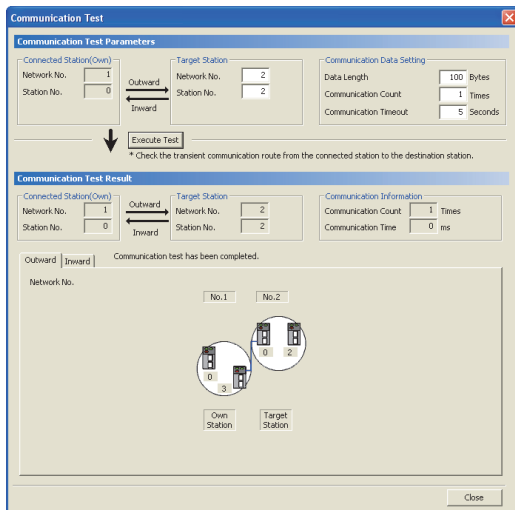 Communication Test
Communication Test Parameters
Connected Station(Own)
Network No. 1
Station No. 0
Outward
Inward
Target Station
Network No. 2
Station No. 2
Communication Data Setting
Data Length 100 Bytes
Communication Count 1 Times
Communication Timeout 5 Seconds
Execute Test
* Check the transient communication route from the connected station to the destination station.
Communication Test Result
Connected Station(Own)
Network No. 1
Station No. 0
Outward
Inward
Target Station
Network No. 2
Station No. 2
Communication Information
Communication Count 1 Times
Communication Time 0 ms
Outward Inward Communication test has been completed.
Network No.
No.1 No.2
0 2
0
3
Own Station
Target Station
Close